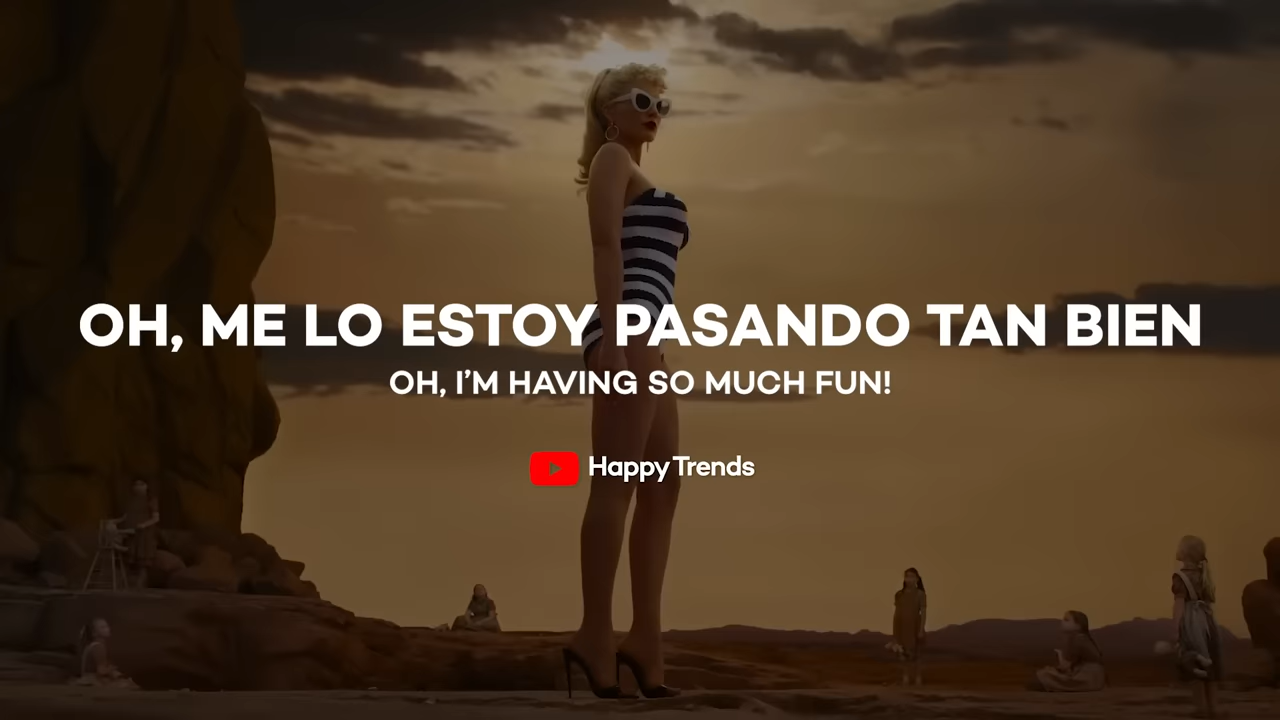 OH, ME LO ESTOY PASANDO TAN BIEN
OH, I’M HAVING SO MUCH FUN!
Happy Trends